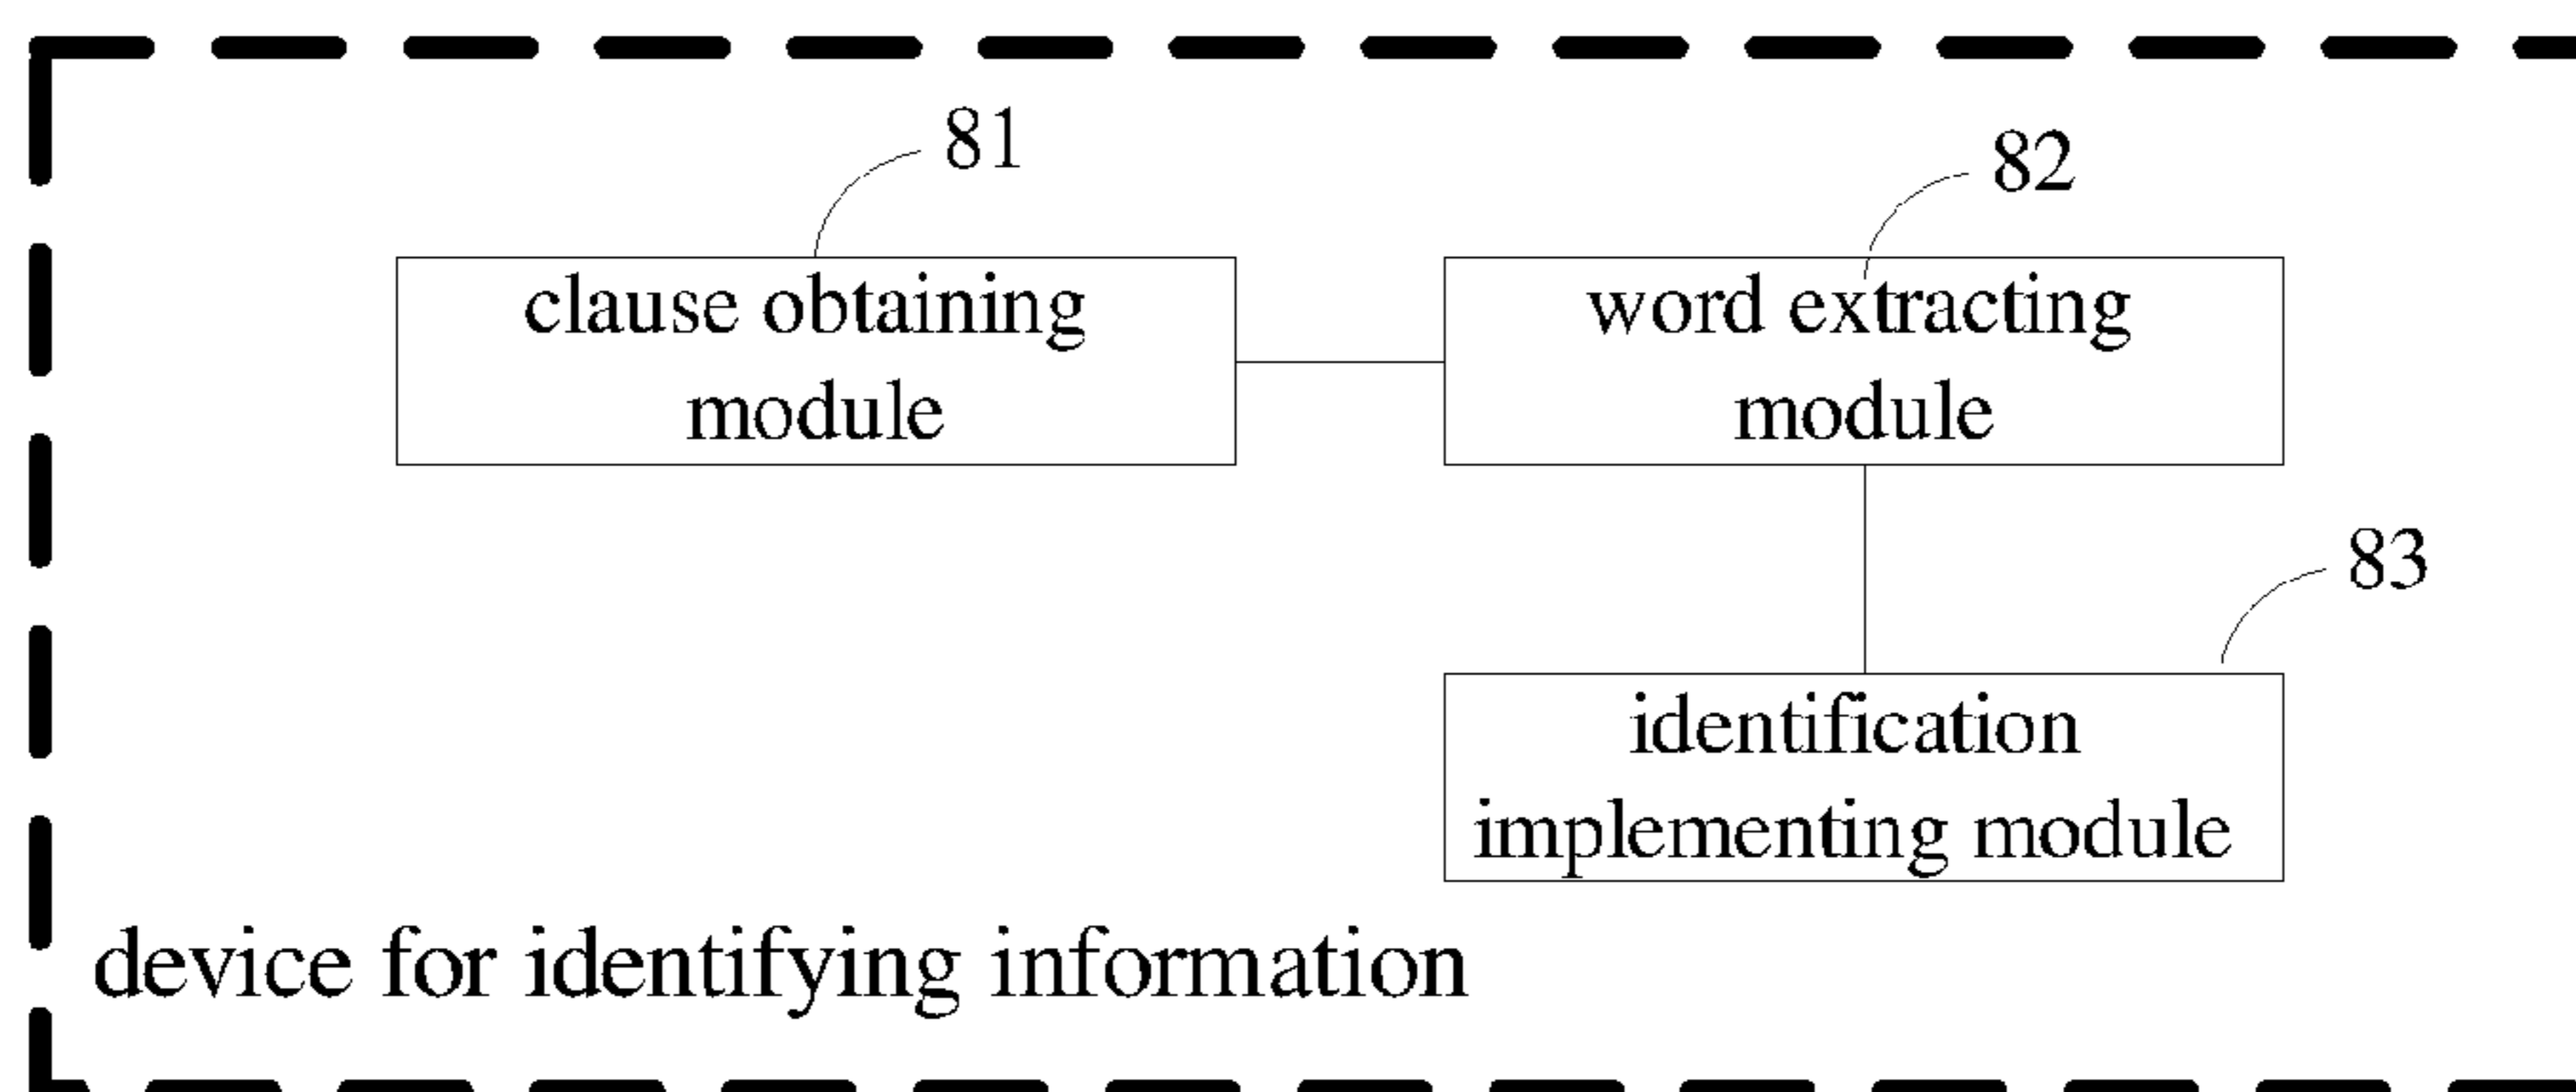 81
82
clause obtaining
module
word extracting
module
83
identification
implementing module
device for identifying information